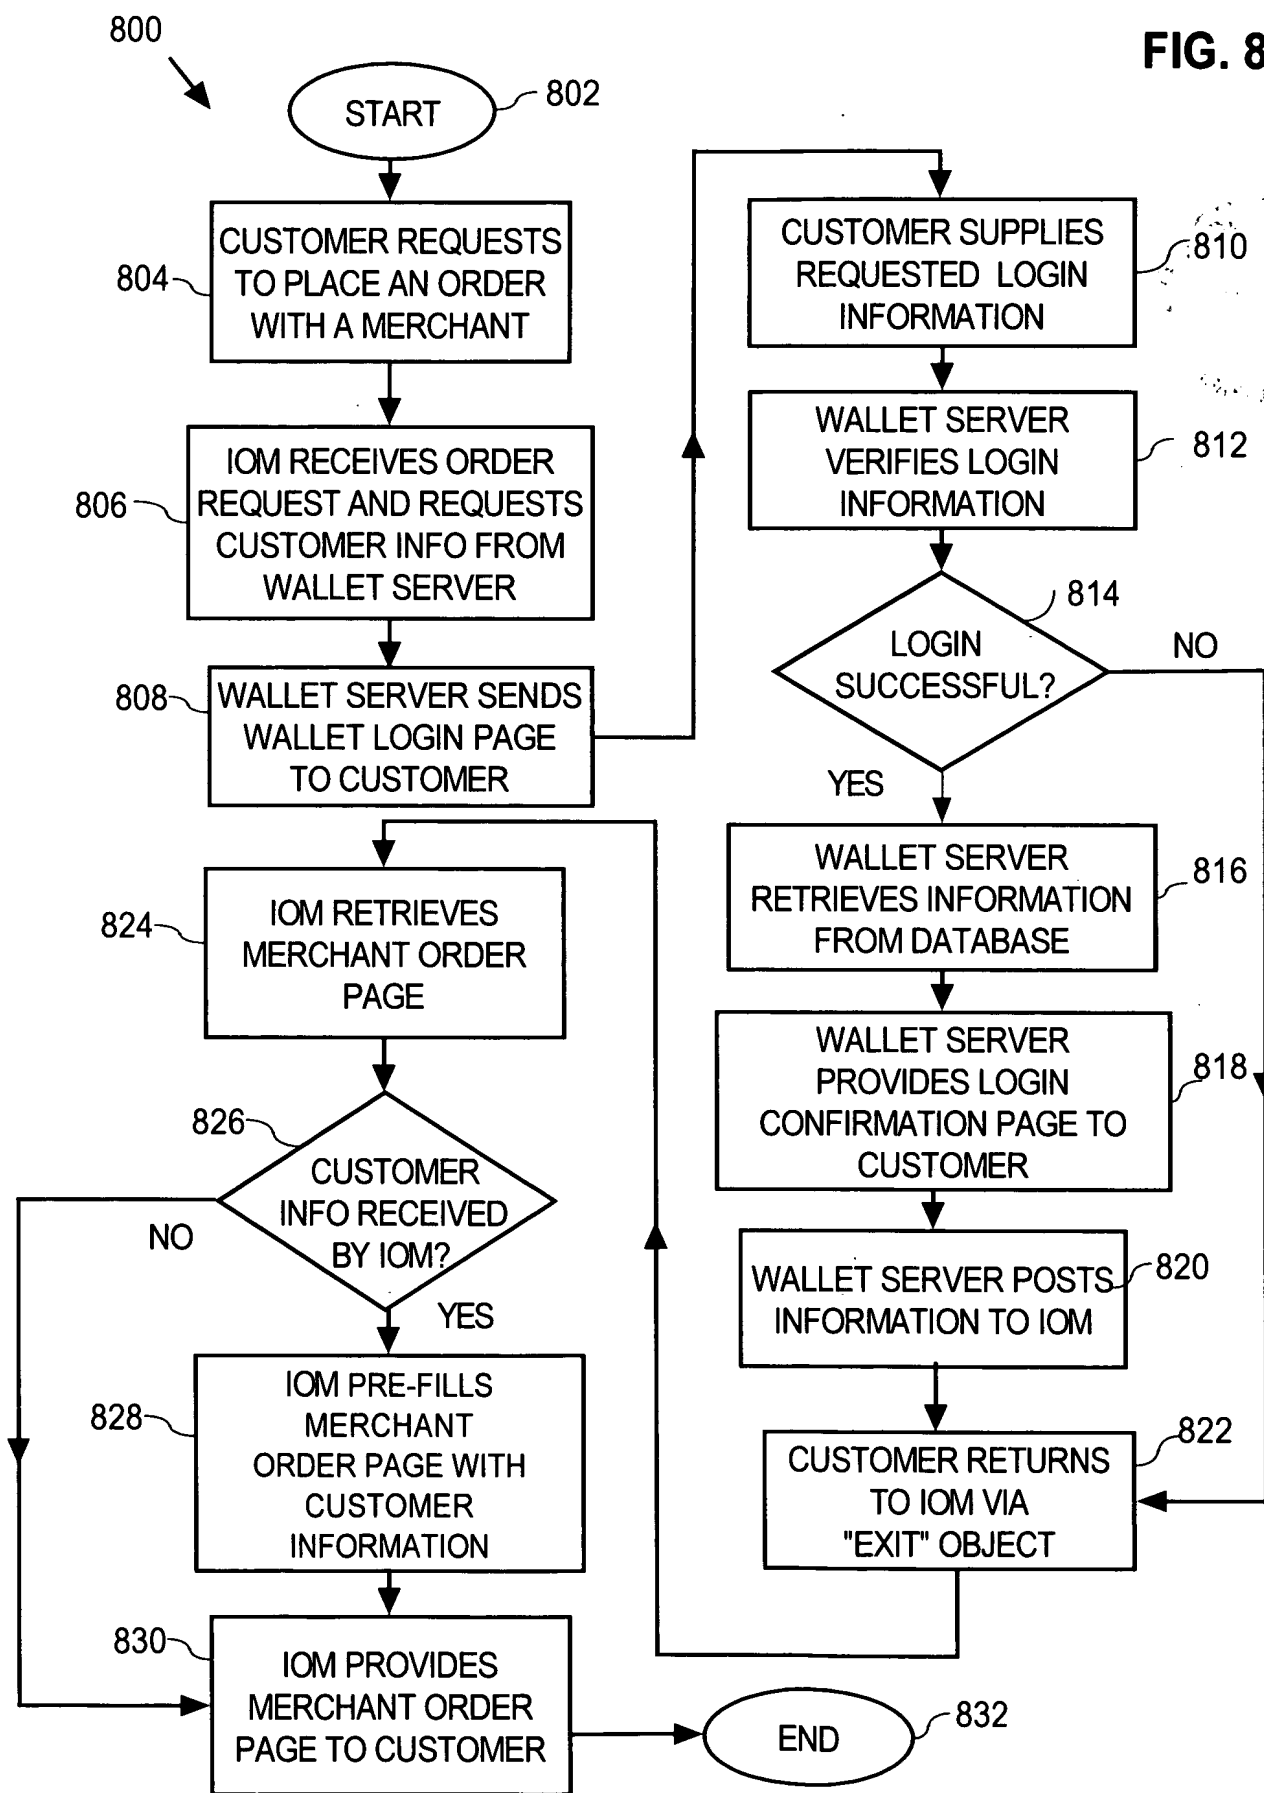 800
FIG. 8
START
802
804
CUSTOMER REQUESTS
TO PLACE AN ORDER
WITH A MERCHANT
806
IOM RECEIVES ORDER
REQUEST AND REQUESTS
CUSTOMER INFO FROM
WALLET SERVER
808
WALLET SERVER SENDS
WALLET LOGIN PAGE
TO CUSTOMER
CUSTOMER SUPPLIES
REQUESTED LOGIN
INFORMATION
810
WALLET SERVER
VERIFIES LOGIN
INFORMATION
812
LOGIN
SUCCESSFUL?
814
NO
YES
WALLET SERVER
RETRIEVES INFORMATION
FROM DATABASE
816
WALLET SERVER
PROVIDES LOGIN
CONFIRMATION PAGE TO
CUSTOMER
818
WALLET SERVER POSTS
INFORMATION TO IOM
820
CUSTOMER RETURNS
TO IOM VIA
"EXIT" OBJECT
822
824
IOM RETRIEVES
MERCHANT ORDER
PAGE
826
CUSTOMER
INFO RECEIVED
BY IOM?
NO
YES
828
IOM PRE-FILLS
MERCHANT
ORDER PAGE WITH
CUSTOMER
INFORMATION
830
IOM PROVIDES
MERCHANT ORDER
PAGE TO CUSTOMER
END
832